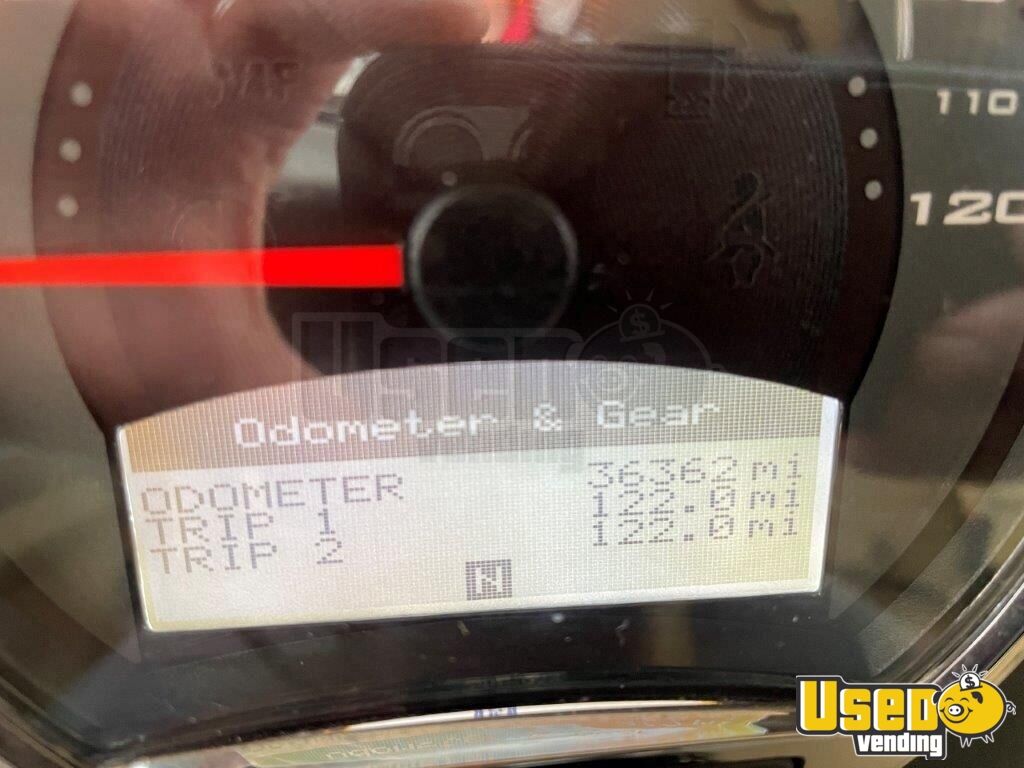 110
120
Odometer & Gear
ODOMETER 36362 mi
TRIP 1 122.0 mi
TRIP 2 122.0 mi
N
USED
vending